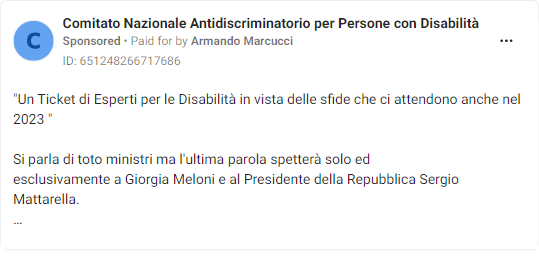 C
Comitato Nazionale Antidiscriminatorio per Persone con Disabilità
Sponsored • Paid for by Armando Marcucci
...
ID: 651248266717686
"Un Ticket di Esperti per le Disabilità in vista delle sfide che ci attendono anche nel
2023 "
Si parla di toto ministri ma l'ultima parola spetterà solo ed
esclusivamente a Giorgia Meloni e al Presidente della Repubblica Sergio
Mattarella.
...